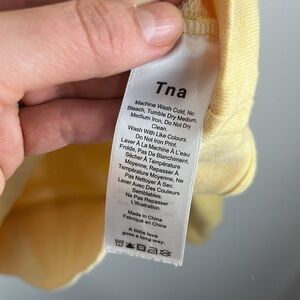 Tna
Machine Wash Cold, No
Bleach, Tumble Dry Medium,
Medium Iron, Do Not Dry
Clean.
Wash With Like Colours.
Do Not Iron Print.
Laver À La Machine À L'eau
Froide, Pas De Blanchiment,
Sécher À Température
Moyenne, Repasser À
Température Moyenne, Ne
Pas Nettoyer À Sec.
Laver Avec Des Couleurs
Semblables.
Ne Pas Repasser
L'illustration.
Made in China
Fabriqué en Chine
A little love
goes a long way.